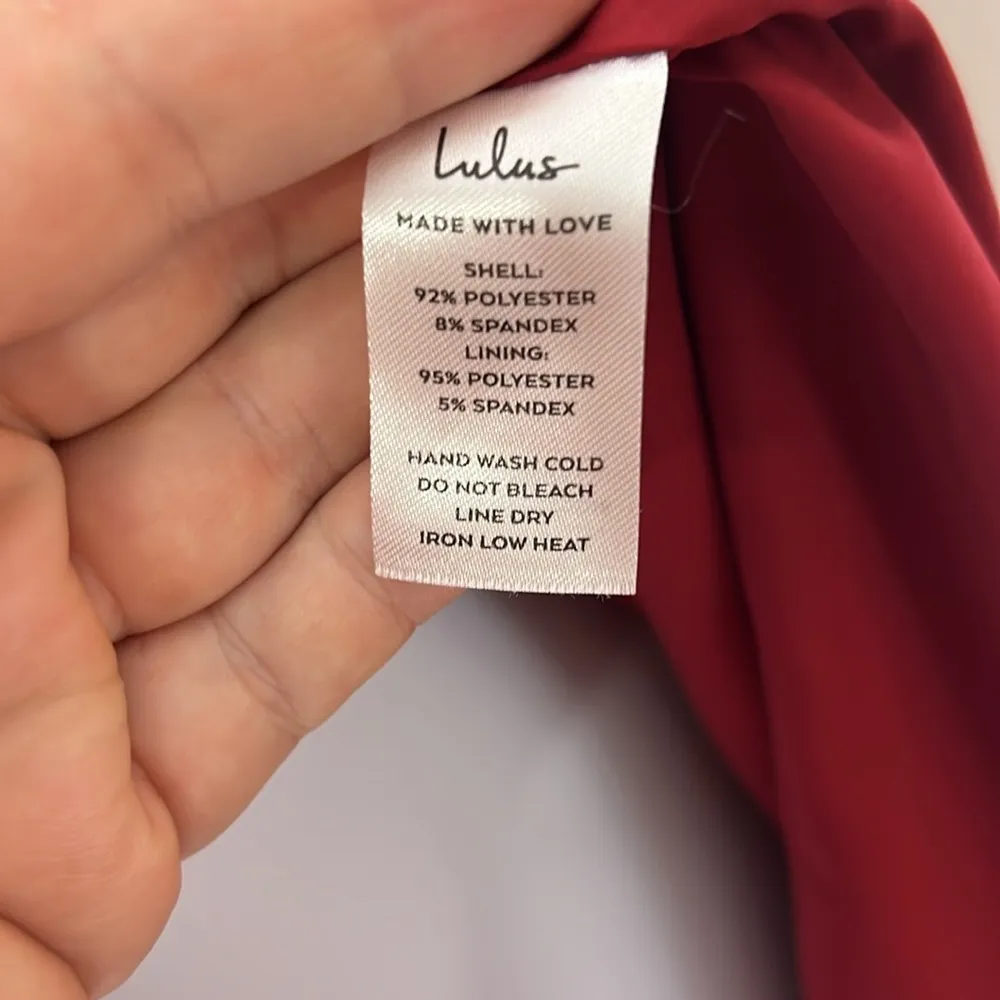 Lulus
MADE WITH LOVE
SHELL:
92% POLYESTER
8% SPANDEX
LINING:
95% POLYESTER
5% SPANDEX
HAND WASH COLD
DO NOT BLEACH
LINE DRY
IRON LOW HEAT